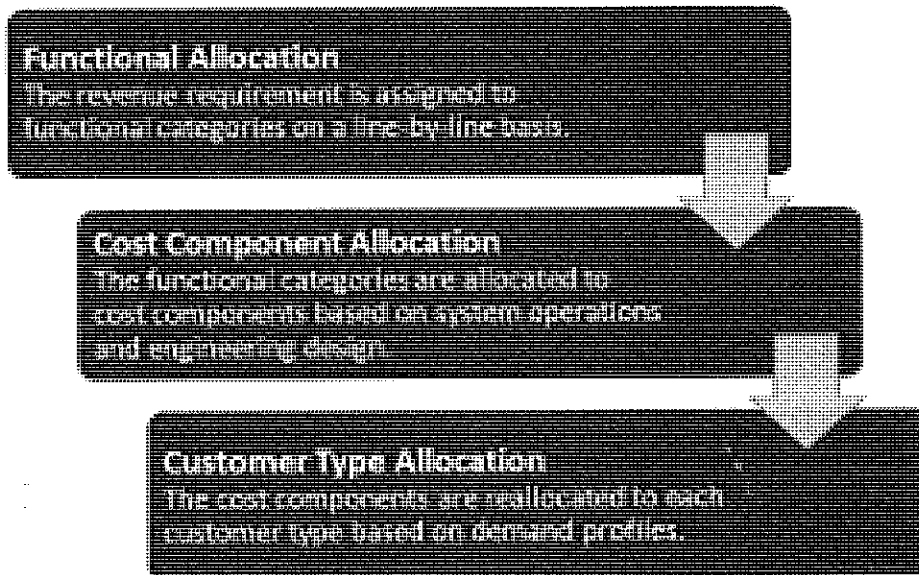 Functional Allocation
The revenue requirement is assigned to
functional categories on a line-by-line basis.
Cost Component Allocation
The functional categories are allocated to
cost components based on system operations
and engineering design.
Customer Type Allocation
The cost components are reallocated to each
customer type based on demand profiles.